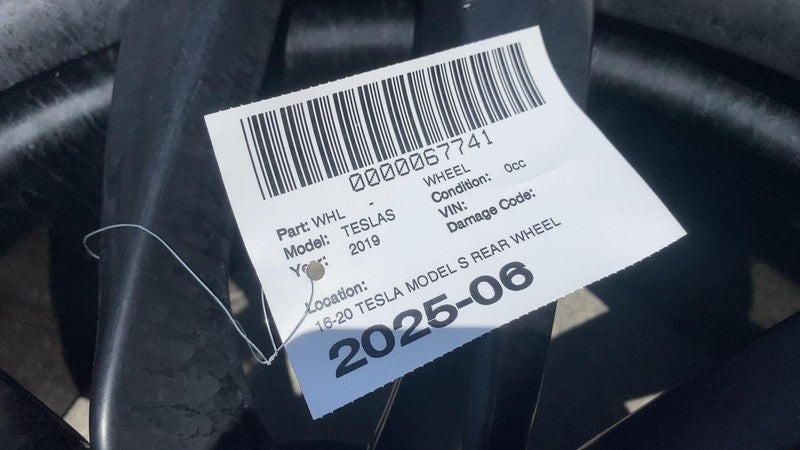 0000067741
Part: WHL - WHEEL
Model: TESLAS Condition: 0cc
Year: 2019 VIN:
Damage Code:
Location:
16-20 TESLA MODEL S REAR WHEEL
2025-06